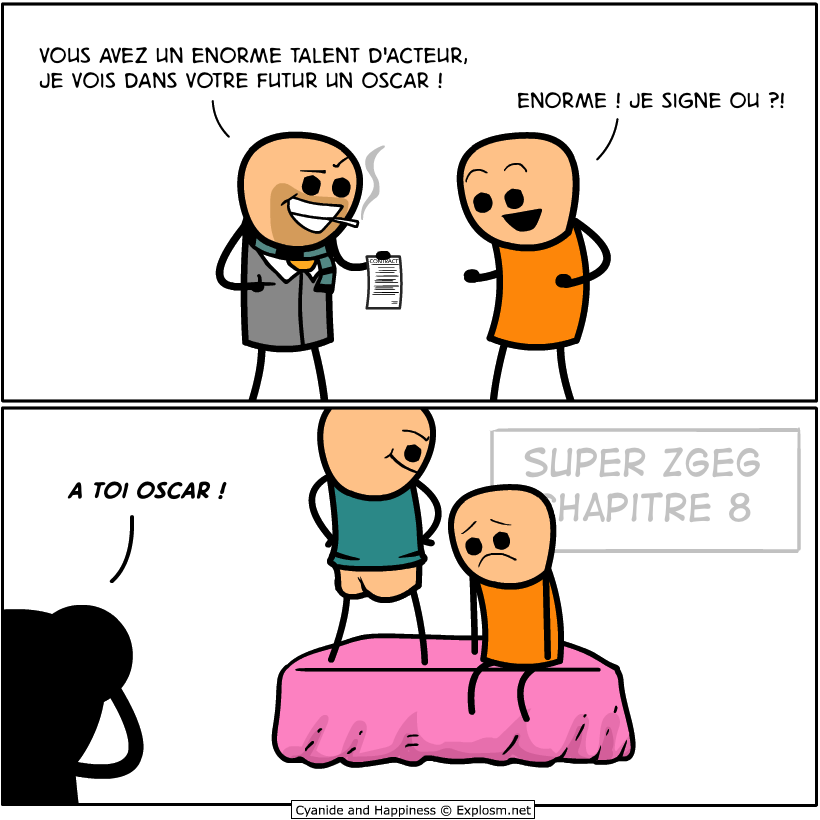 VOUS AVEZ UN ENORME TALENT D'ACTEUR,
JE VOIS DANS VOTRE FUTUR UN OSCAR !
ENORME ! JE SIGNE OU ?!
CONTRACT
A TOI OSCAR !
SUPER ZGEG
CHAPITRE 8
Cyanide and Happiness © Explosm.net